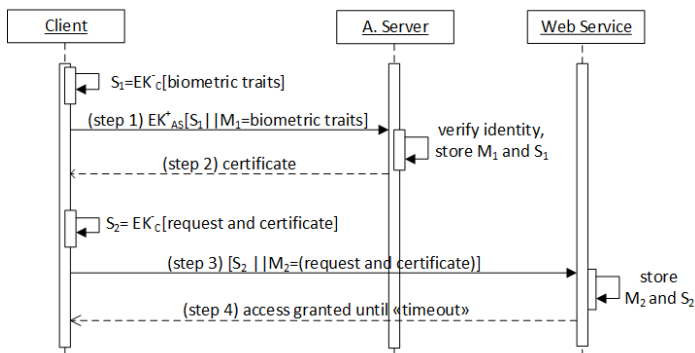 Client
A. Server
Web Service
S₁=EK⁻C[biometric traits]
(step 1) EK⁺AS[S₁||M₁=biometric traits]
verify identity,
store M₁ and S₁
(step 2) certificate
S₂= EK⁻C[request and certificate]
(step 3) [S₂ ||M₂=(request and certificate)]
store
M₂ and S₂
(step 4) access granted until «timeout»